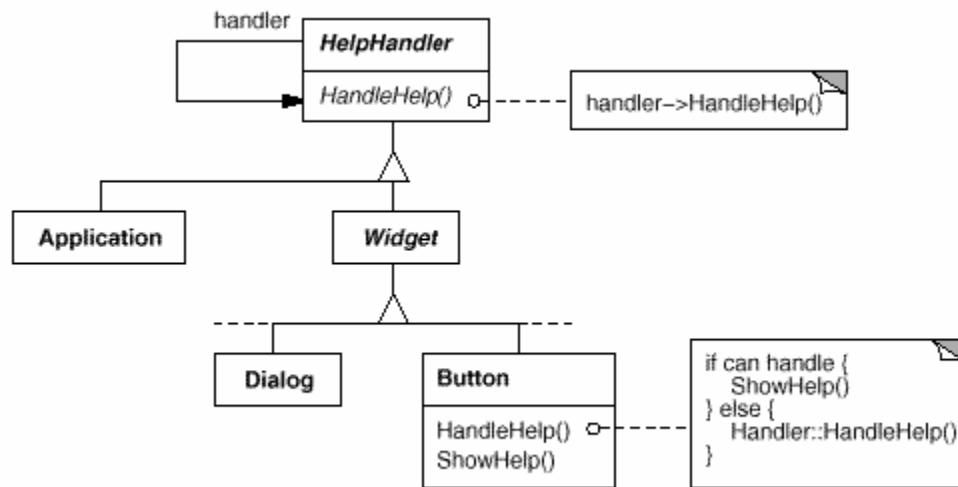 handler
HelpHandler
HandleHelp()
handler->HandleHelp()
Application
Widget
Dialog
Button
HandleHelp()
ShowHelp()
if can handle {
ShowHelp()
} else {
Handler::HandleHelp()
}